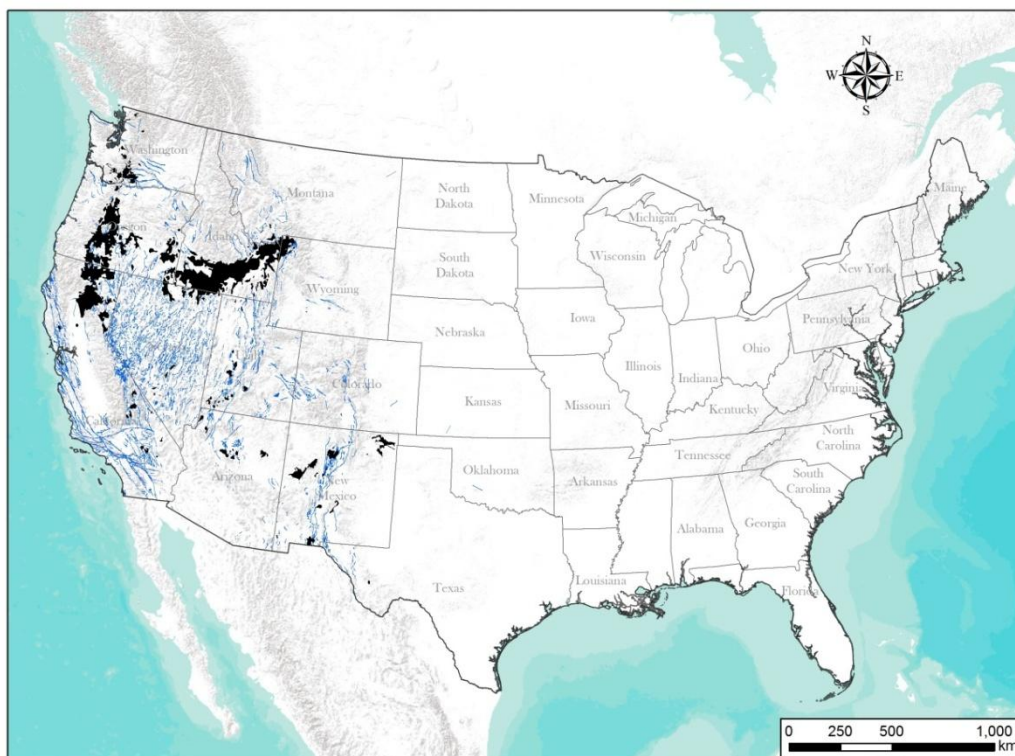 N
W E
S
Washington
Montana
North
Dakota
Minnesota
Maine
Michigan
Idaho
South
Dakota
Wisconsin
New York
Wyoming
Iowa
Pennsylvania
Nebraska
Ohio
Illinois
Indiana
Colorado
Virginia
Kansas
Missouri
Kentucky
California
North
Carolina
Tennessee
Oklahoma
Arkansas
Arizona
New
Mexico
South
Carolina
Alabama
Georgia
Texas
Louisiana
Florida
0 250 500 1,000
km